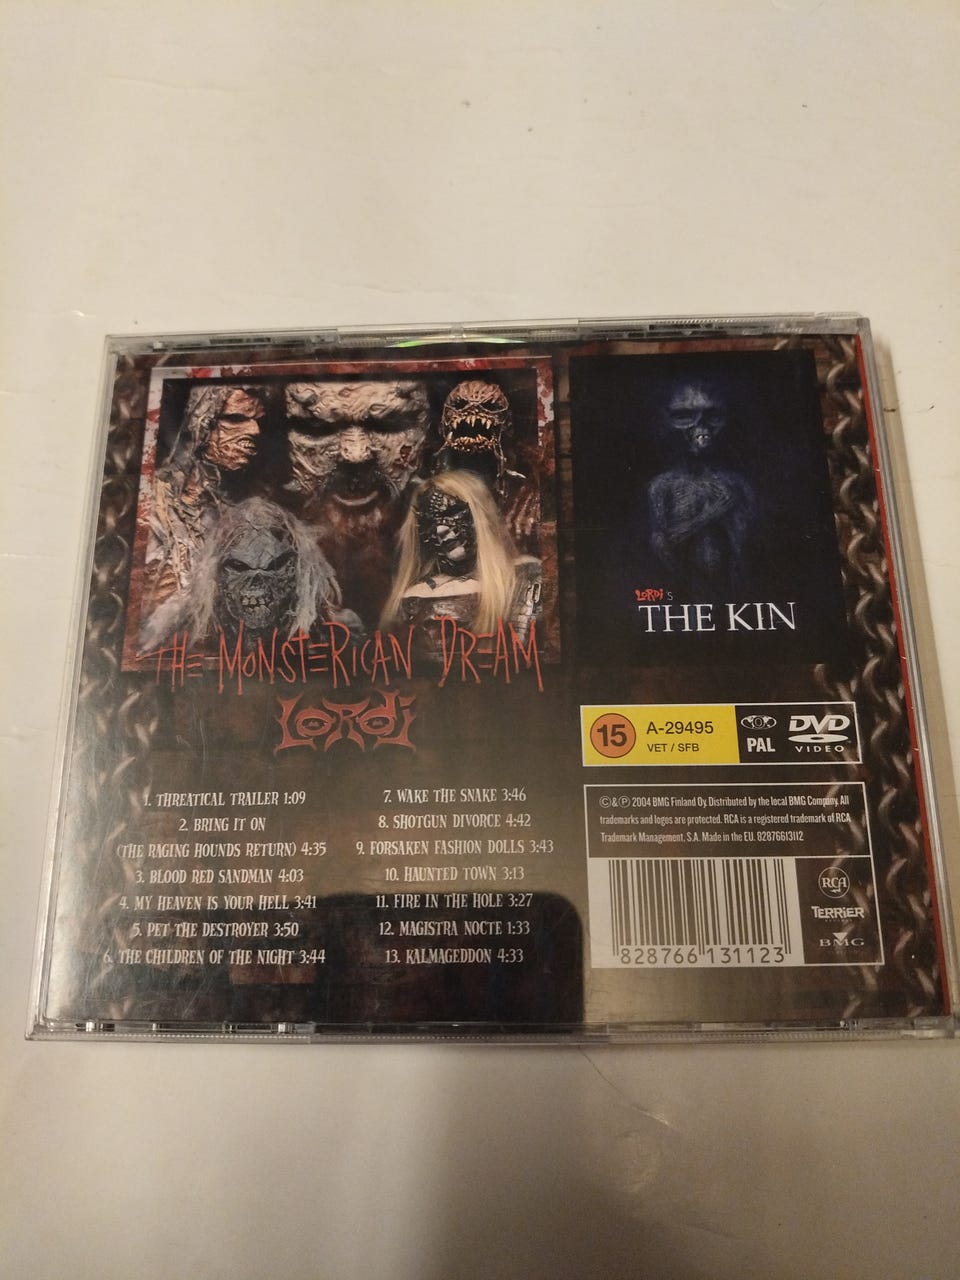 THE MONSTERICAN DREAM
LORDI
1. THREATICAL TRAILER 1:09
2. BRING IT ON
(THE RAGING HOUNDS RETURN) 4:35
3. BLOOD RED SANDMAN 4:03
4. MY HEAVEN IS YOUR HELL 3:41
5. PET THE DESTROYER 3:50
6. THE CHILDREN OF THE NIGHT 3:44
7. WAKE THE SNAKE 3:46
8. SHOTGUN DIVORCE 4:42
9. FORSAKEN FASHION DOLLS 3:43
10. HAUNTED TOWN 3:13
11. FIRE IN THE HOLE 3:27
12. MAGISTRA NOCTE 1:33
13. KALMAGEDDON 4:33
LORDI'S
THE KIN
15
A-29495
VET / SFB
0
PAL
DVD
VIDEO
©&℗ 2004 BMG Finland Oy. Distributed by the local BMG Company. All
trademarks and logos are protected. RCA is a registered trademark of RCA
Trademark Management, S.A. Made in the EU. 82876613112
828766 131123
RCA
TERRIER
RECORDS
BMG